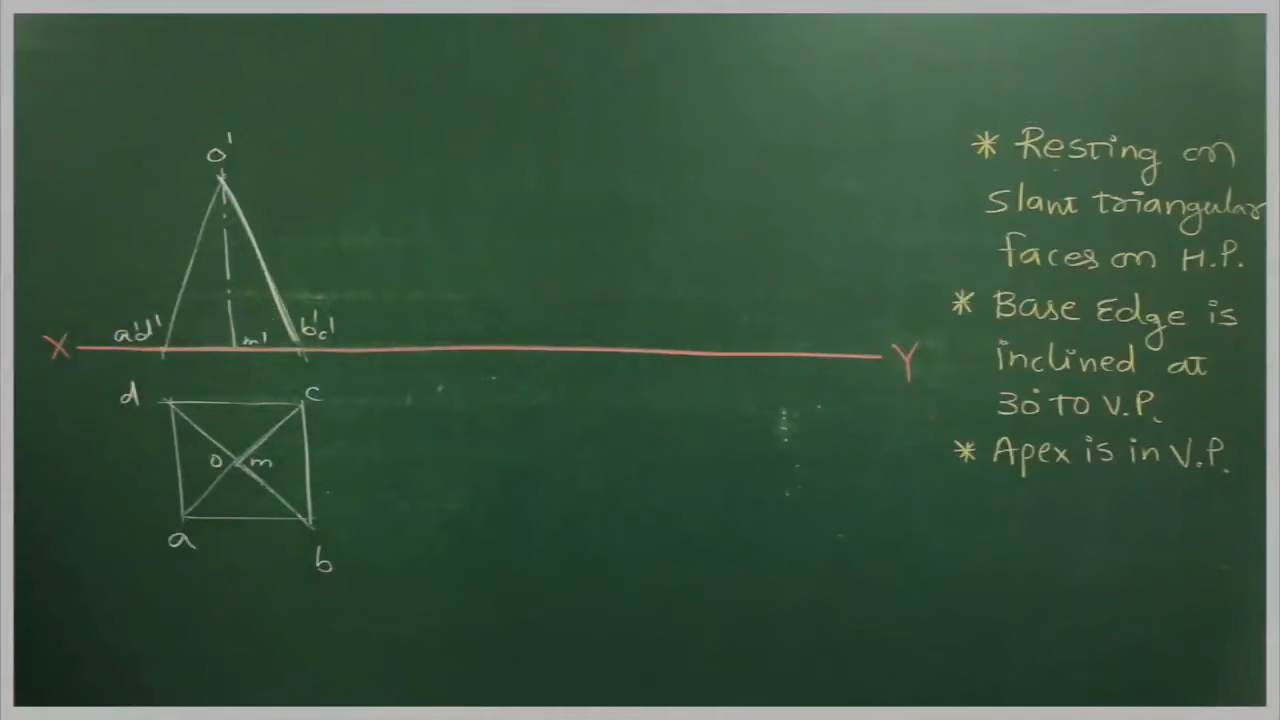 o'
a'd'
m'
b'c'
X
Y
d
c
o
m
a
b
* Resting on
slant triangular
faces on H.P.
* Base Edge is
inclined at
30° TO V.P.
* Apex is in V.P.